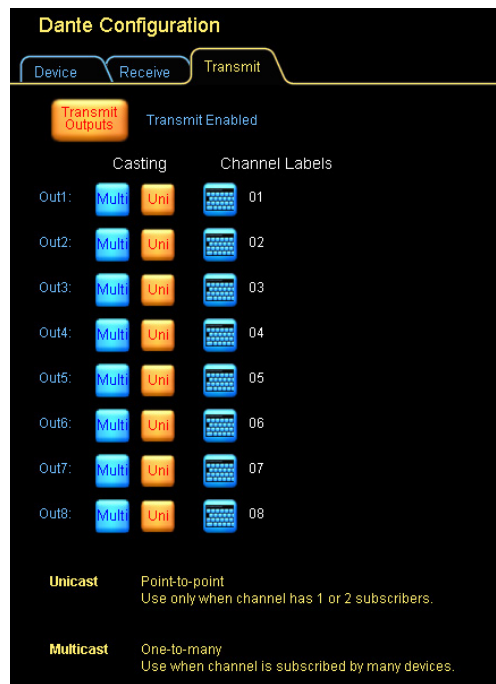 Dante Configuration
Device Receive Transmit
Transmit
Outputs
Transmit Enabled
Casting Channel Labels
Out1: Multi Uni 01
Out2: Multi Uni 02
Out3: Multi Uni 03
Out4: Multi Uni 04
Out5: Multi Uni 05
Out6: Multi Uni 06
Out7: Multi Uni 07
Out8: Multi Uni 08
Unicast Point-to-point
Use only when channel has 1 or 2 subscribers.
Multicast One-to-many
Use when channel is subscribed by many devices.